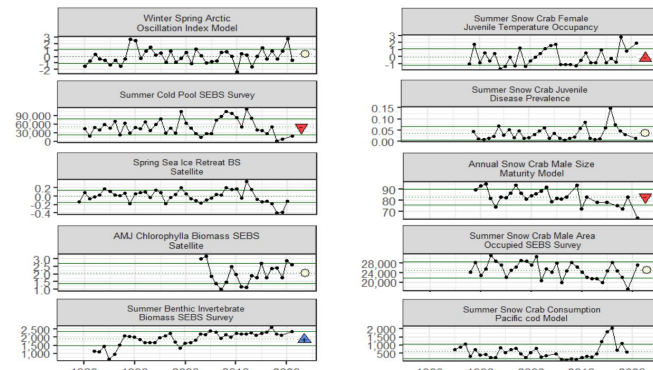 Winter Spring Arctic
Oscillation Index Model
3
2
1
0
-1
-2
Summer Cold Pool SEBS Survey
90,000
60,000
30,000
0
Spring Sea Ice Retreat BS
Satellite
0.2
0.0
-0.2
-0.4
AMJ Chlorophylla Biomass SEBS
Satellite
3.0
2.5
2.0
1.5
1.0
Summer Benthic Invertebrate
Biomass SEBS Survey
2,500
2,000
1,500
1,000
Summer Snow Crab Female
Juvenile Temperature Occupancy
3
2
1
0
-1
Summer Snow Crab Juvenile
Disease Prevalence
0.15
0.10
0.05
0.00
Annual Snow Crab Male Size
Maturity Model
90
80
70
Summer Snow Crab Male Area
Occupied SEBS Survey
28,000
24,000
20,000
Summer Snow Crab Consumption
Pacific cod Model
2,000
1,500
1,000
500
0